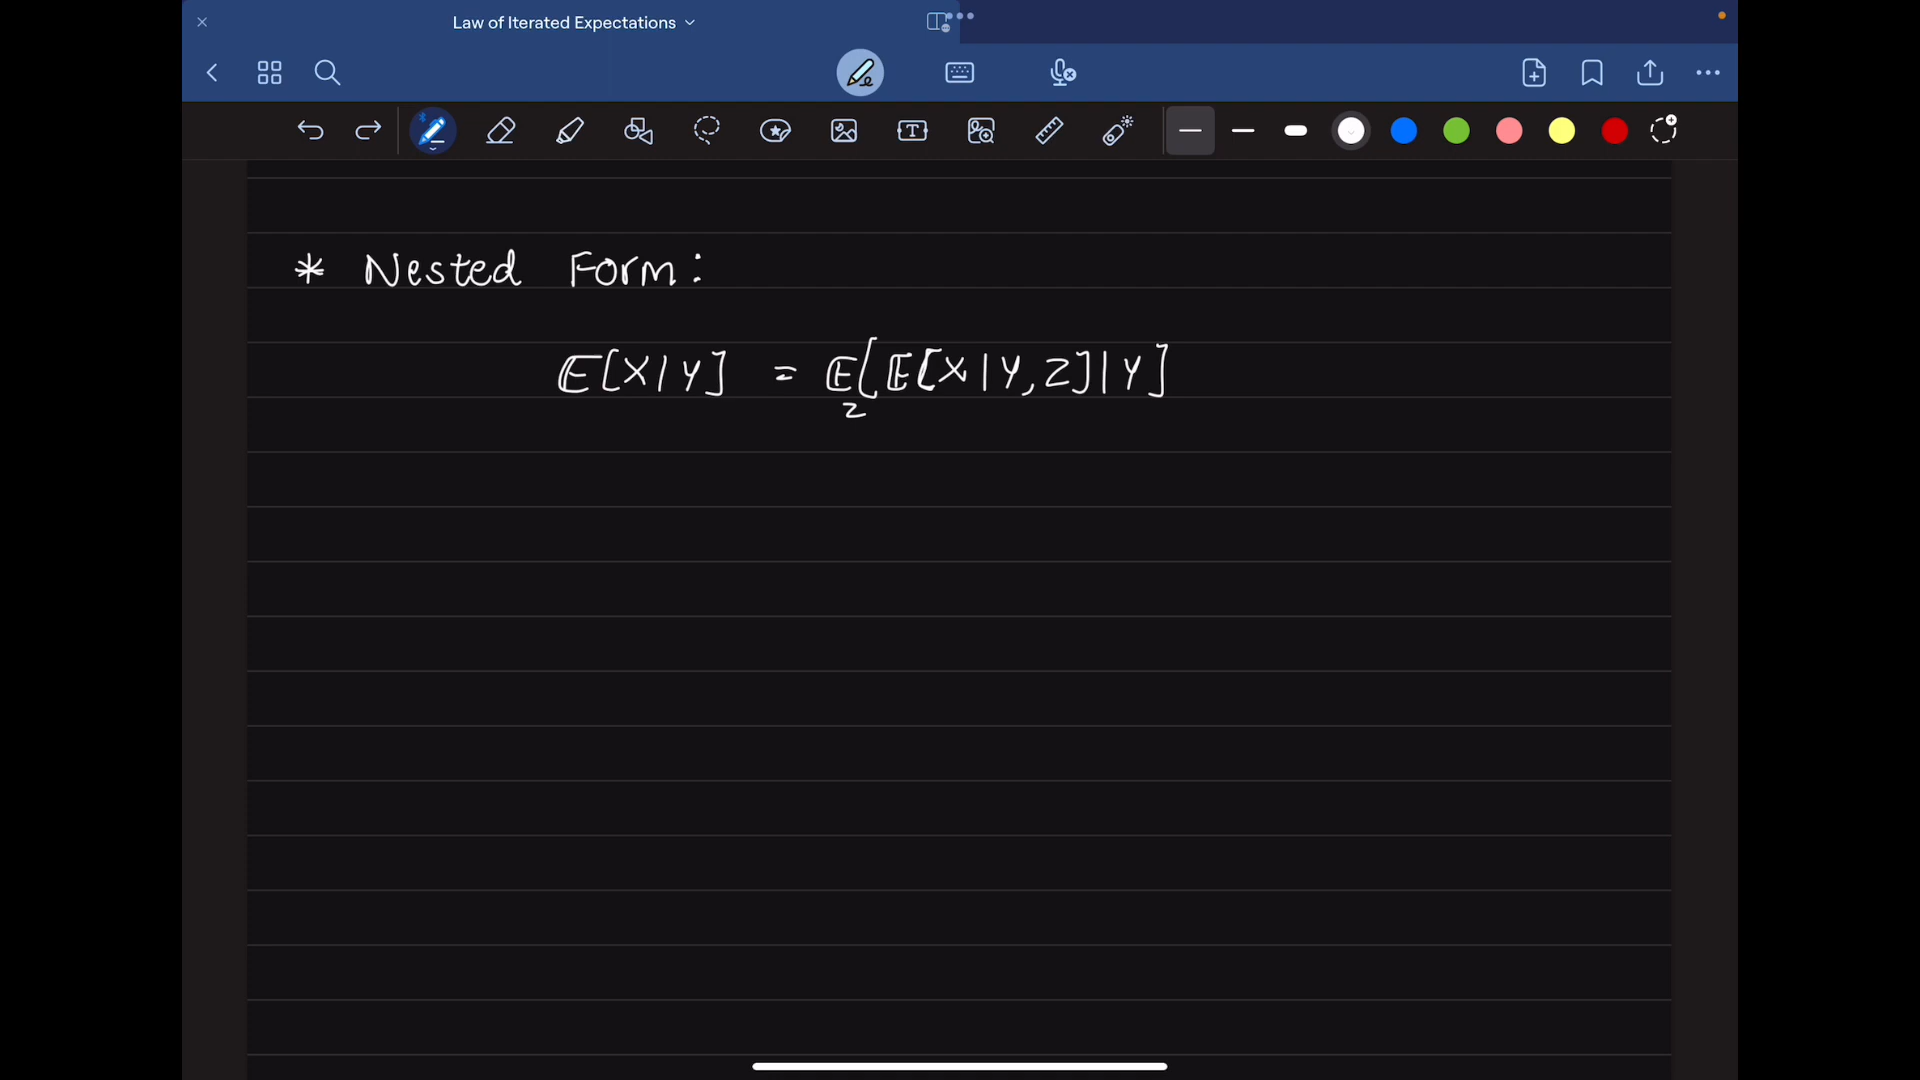 Law of Iterated Expectations
* Nested Form:
𝔼[X|Y] = 𝔼[𝔼[X|Y,Z]|Y]
Z